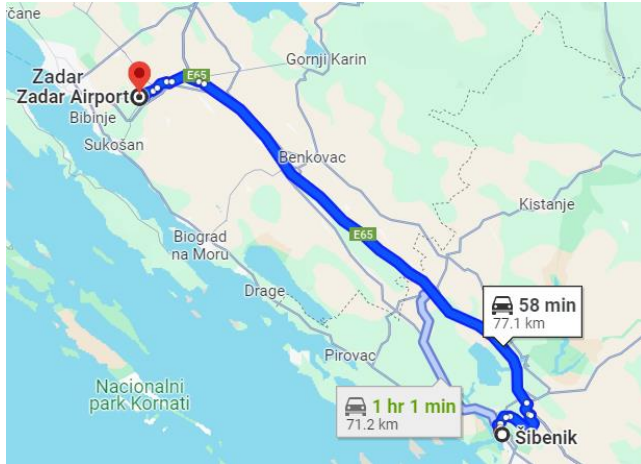 rčane
Zadar
Zadar Airport
Bibinje
Sukošan
E65
Gornji Karin
Benkovac
Kistanje
E65
Biograd
na Moru
Drage
58 min
77.1 km
Pirovac
Nacionalni
park Kornati
1 hr 1 min
71.2 km
Šibenik